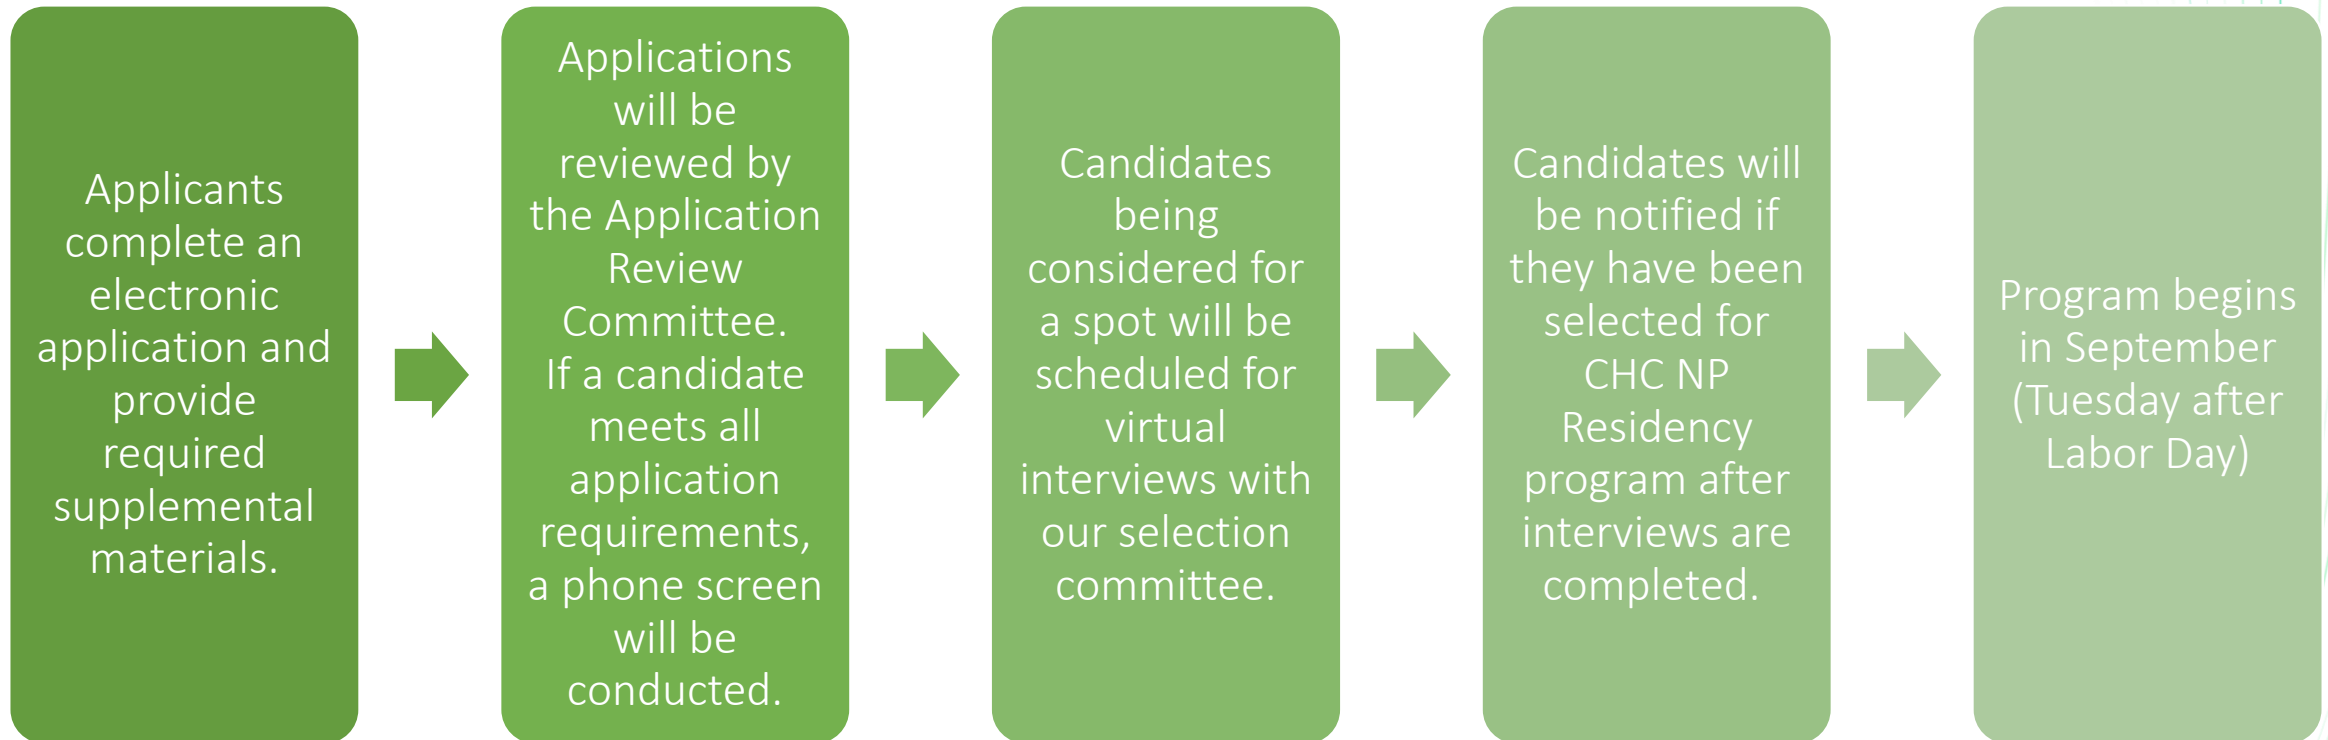 Applicants
complete an
electronic
application and
provide
required
supplemental
materials.
Applications
will be
reviewed by
the Application
Review
Committee.
If a candidate
meets all
application
requirements,
a phone screen
will be
conducted.
Candidates
being
considered for
a spot will be
scheduled for
virtual
interviews with
our selection
committee.
Candidates will
be notified if
they have been
selected for
CHC NP
Residency
program after
interviews are
completed.
Program begins
in September
(Tuesday after
Labor Day)